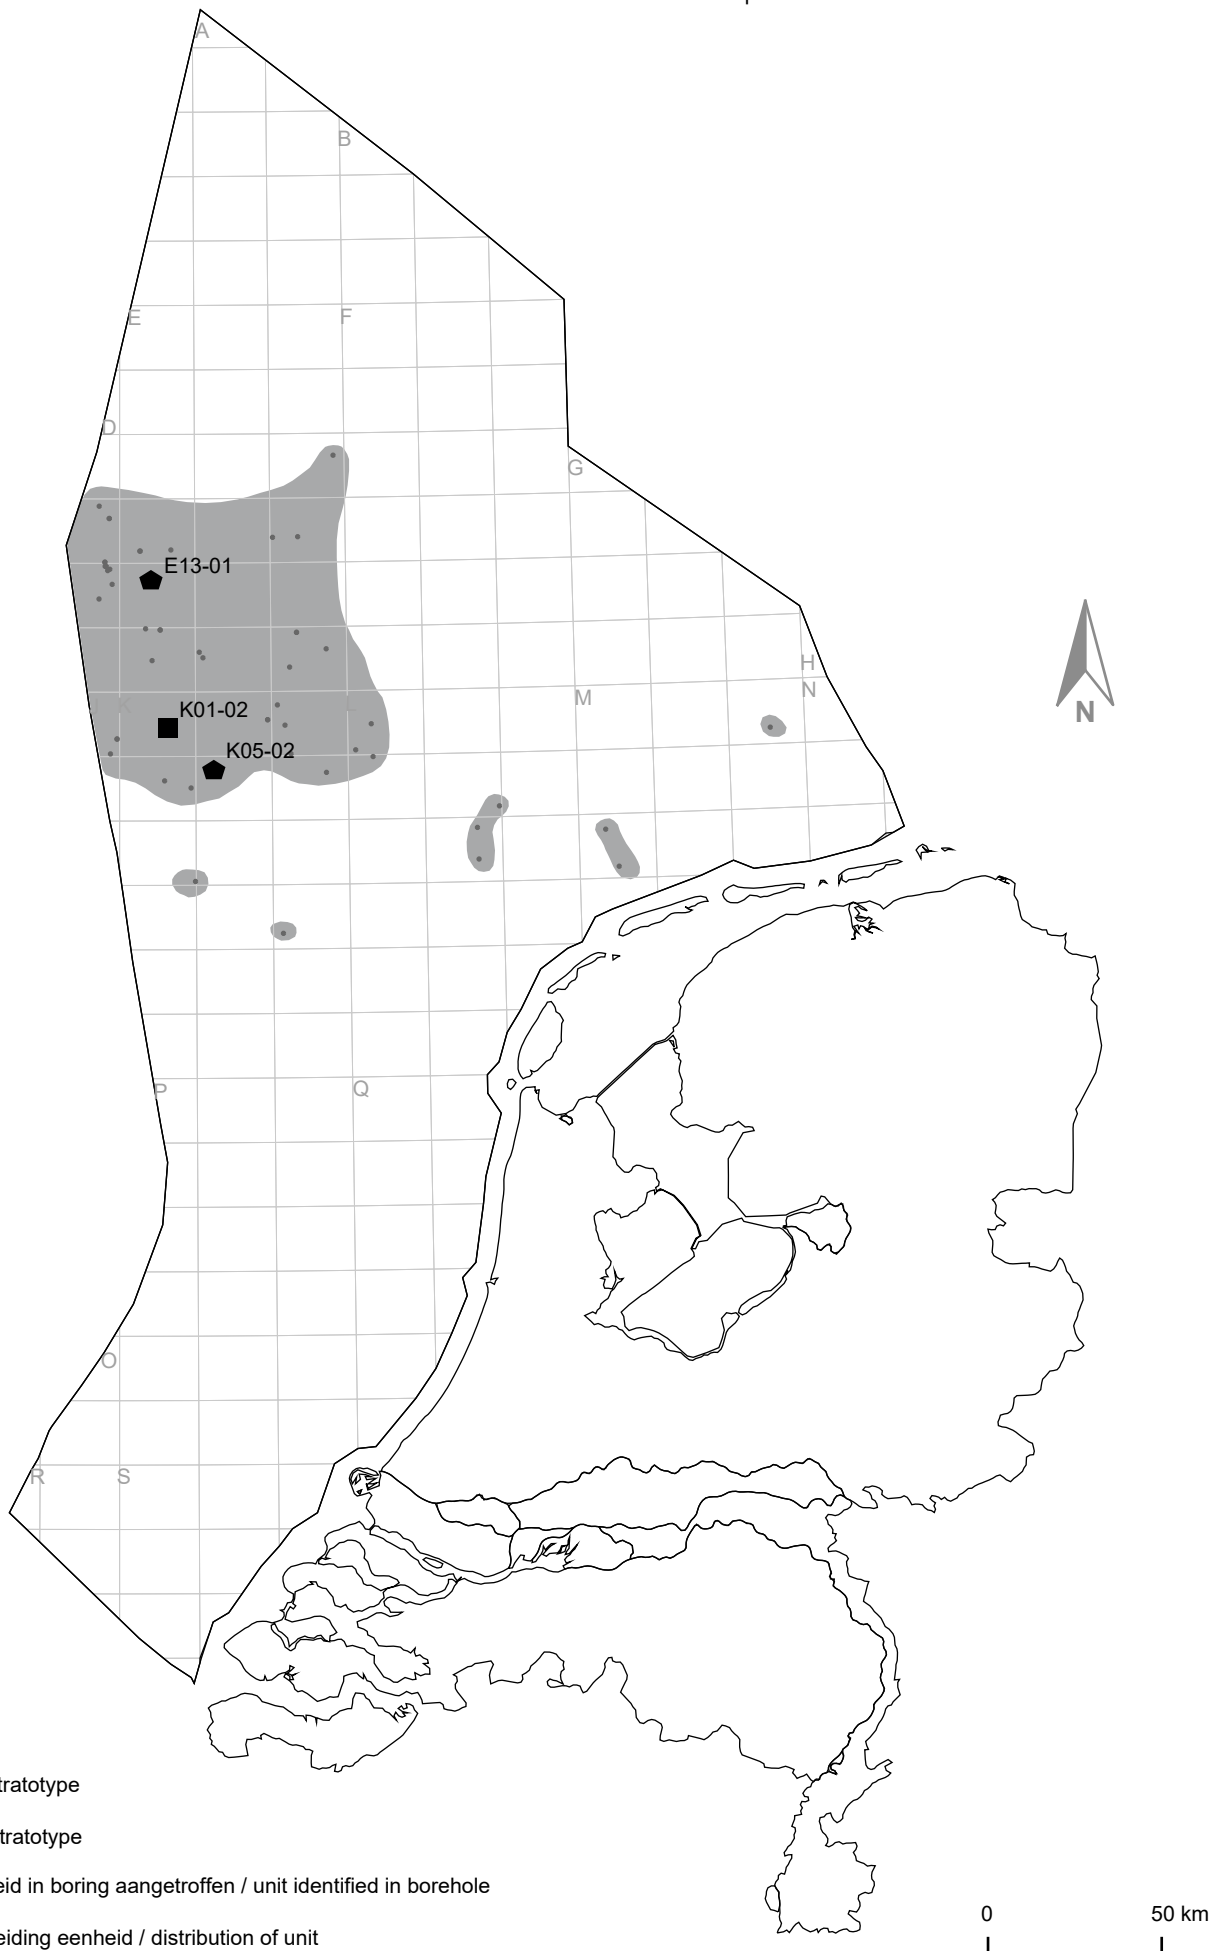 A
B
E
F
D
G
E13-01
H
N
K
L
M
K01-02
K05-02
N
P
Q
O
R
S
tratotype
tratotype
eid in boring aangetroffen / unit identified in borehole
eiding eenheid / distribution of unit
0
50 km